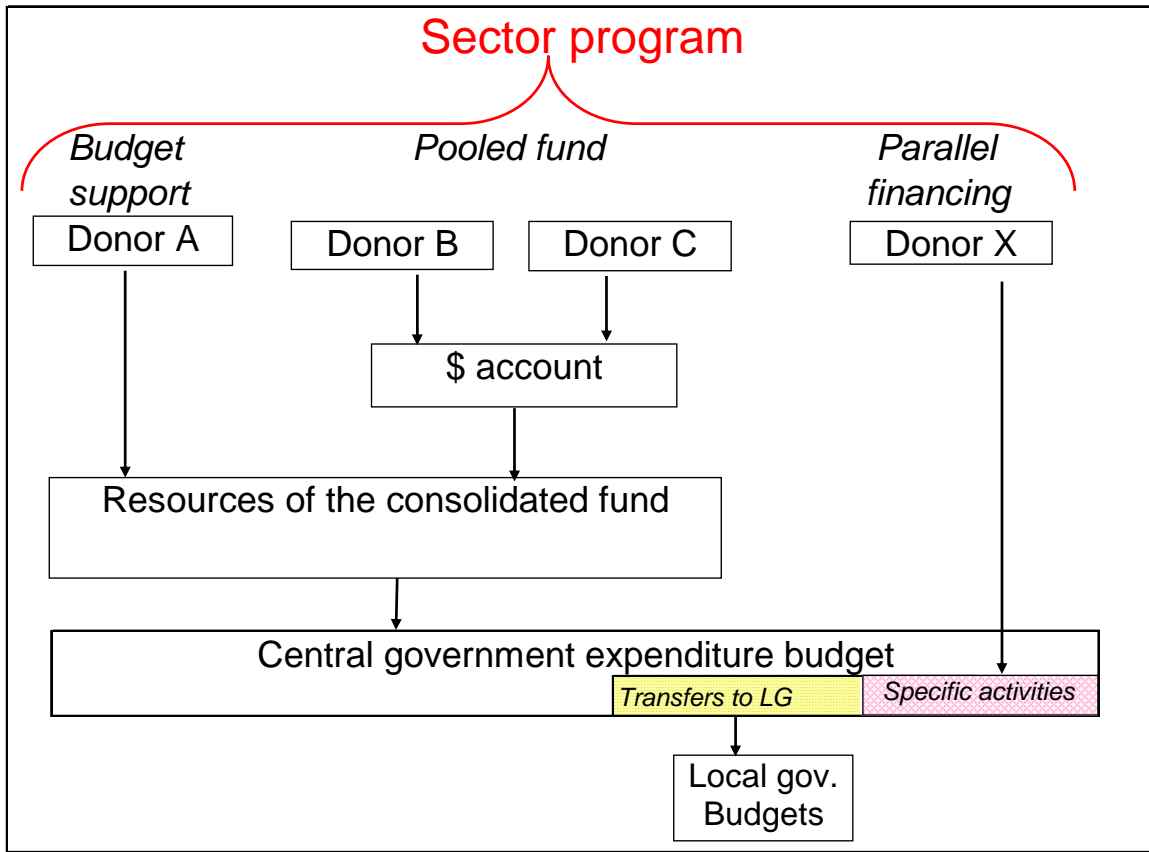 Sector program
Budget
support
Pooled fund
Parallel
financing
Donor A
Donor B
Donor C
Donor X
$ account
Resources of the consolidated fund
Central government expenditure budget
Transfers to LG
Specific activities
Local gov.
Budgets